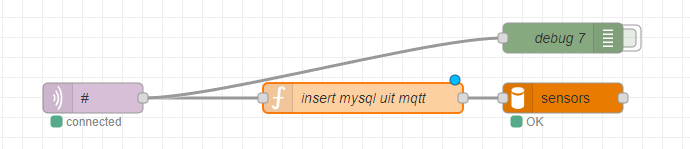 debug 7
#
insert mysql uit mqtt
sensors
connected
OK